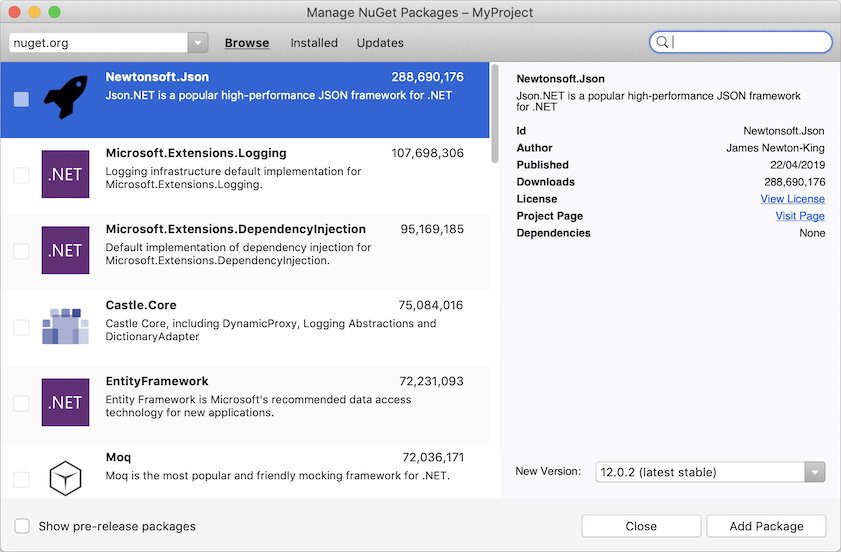 Manage NuGet Packages – MyProject
nuget.org
Browse
Installed
Updates
Newtonsoft.Json 288,690,176
Json.NET is a popular high-performance JSON framework for .NET
.NET
Microsoft.Extensions.Logging 107,698,306
Logging infrastructure default implementation for
Microsoft.Extensions.Logging.
.NET
Microsoft.Extensions.DependencyInjection 95,169,185
Default implementation of dependency injection for
Microsoft.Extensions.DependencyInjection.
Castle.Core 75,084,016
Castle Core, including DynamicProxy, Logging Abstractions and
DictionaryAdapter
.NET
EntityFramework 72,231,093
Entity Framework is Microsoft's recommended data access
technology for new applications.
Moq 72,036,171
Moq is the most popular and friendly mocking framework for .NET.
Newtonsoft.Json
Json.NET is a popular high-performance JSON framework
for .NET
Id Newtonsoft.Json
Author James Newton-King
Published 22/04/2019
Downloads 288,690,176
License View License
Project Page Visit Page
Dependencies None
New Version: 12.0.2 (latest stable)
Show pre-release packages
Close
Add Package